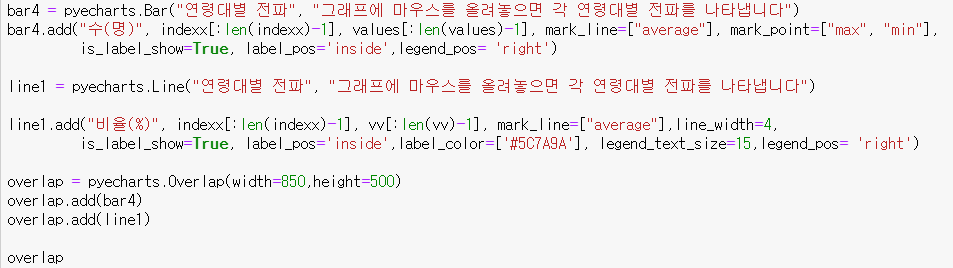 bar4 = pyecharts.Bar("연령대별 전파", "그래프에 마우스를 올려놓으면 각 연령대별 전파를 나타냅니다")
bar4.add("수(명)", indexx[:len(indexx)-1], values[:len(values)-1], mark_line=["average"], mark_point=["max", "min"],
is_label_show=True, label_pos='inside',legend_pos= 'right')
line1 = pyecharts.Line("연령대별 전파", "그래프에 마우스를 올려놓으면 각 연령대별 전파를 나타냅니다")
line1.add("비율(%)", indexx[:len(indexx)-1], vv[:len(vv)-1], mark_line=["average"],line_width=4,
is_label_show=True, label_pos='inside',label_color=['#5C7A9A'], legend_text_size=15,legend_pos= 'right')
overlap = pyecharts.Overlap(width=850,height=500)
overlap.add(bar4)
overlap.add(line1)
overlap